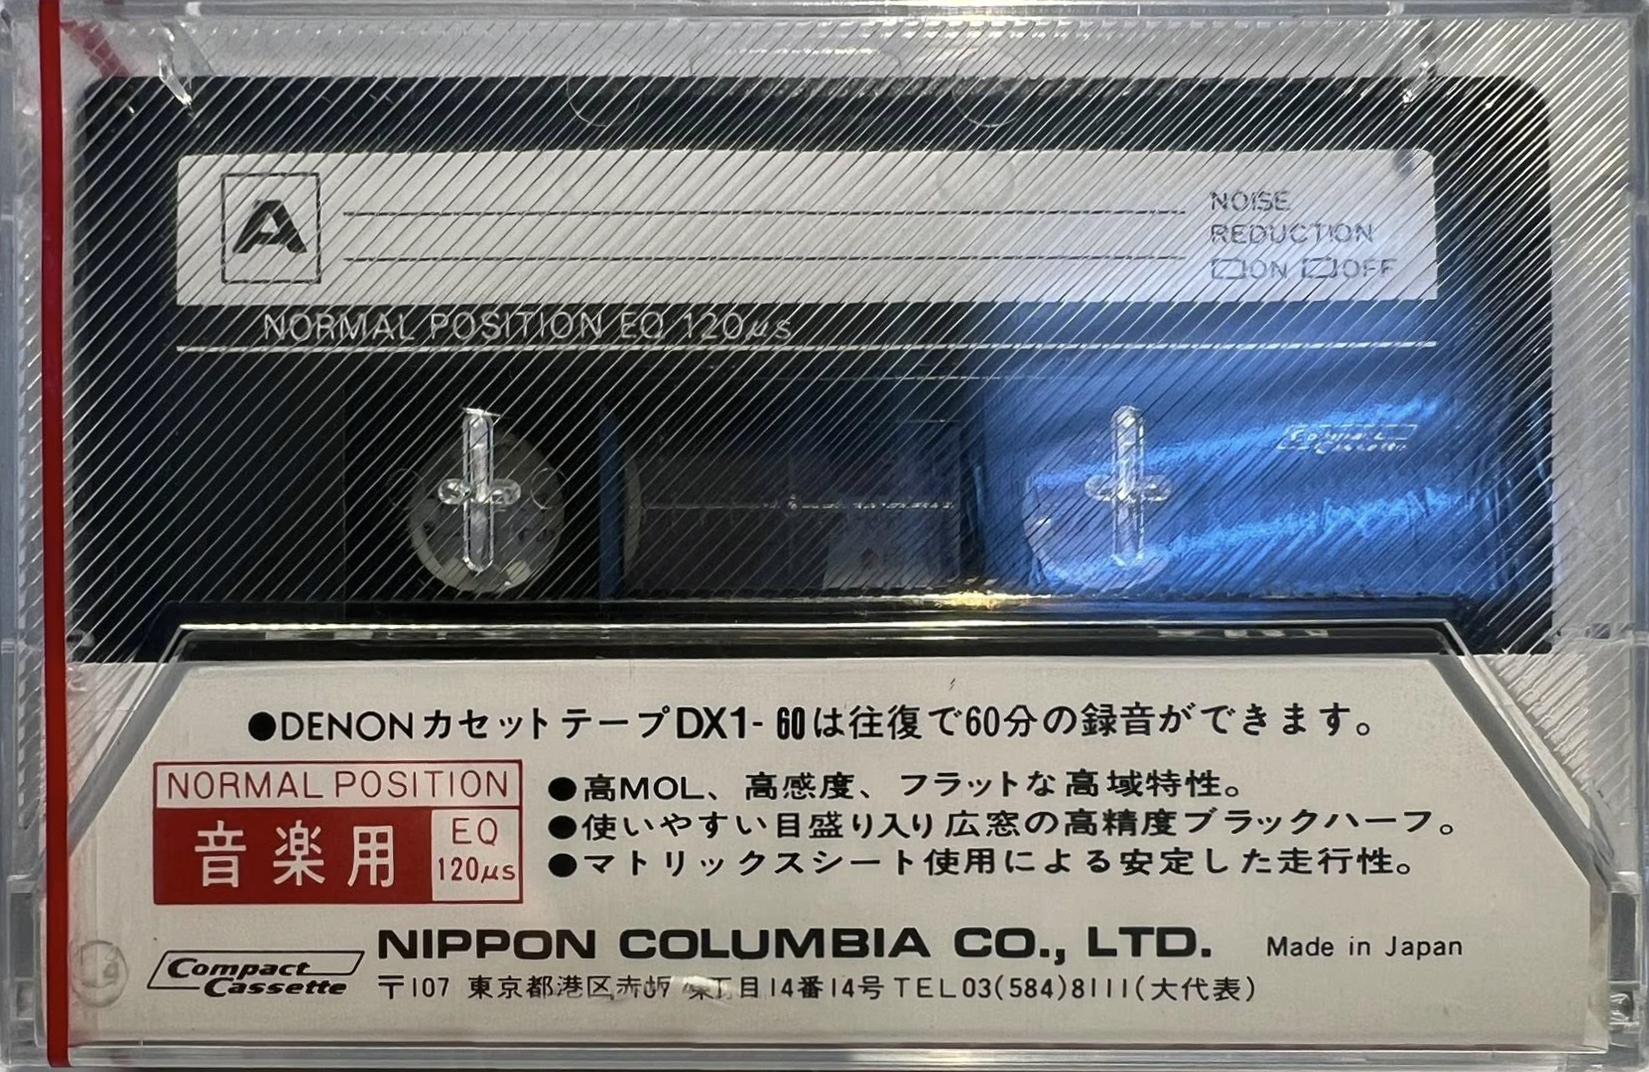 A
NOISE
REDUCTION
ON OFF
NORMAL POSITION EQ 120μs
Compact
Cassette
●DENONカセットテープDX1-60は往復で60分の録音ができます。
NORMAL POSITION
音楽用
EQ
120μs
●高MOL、高感度、フラットな高域特性。
●使いやすい目盛り入り広窓の高精度ブラックハーフ。
●マトリックスシート使用による安定した走行性。
Compact
Cassette
NIPPON COLUMBIA CO., LTD. Made in Japan
〒107 東京都港区赤坂 丁目14番14号 TEL03(584)8111(大代表)